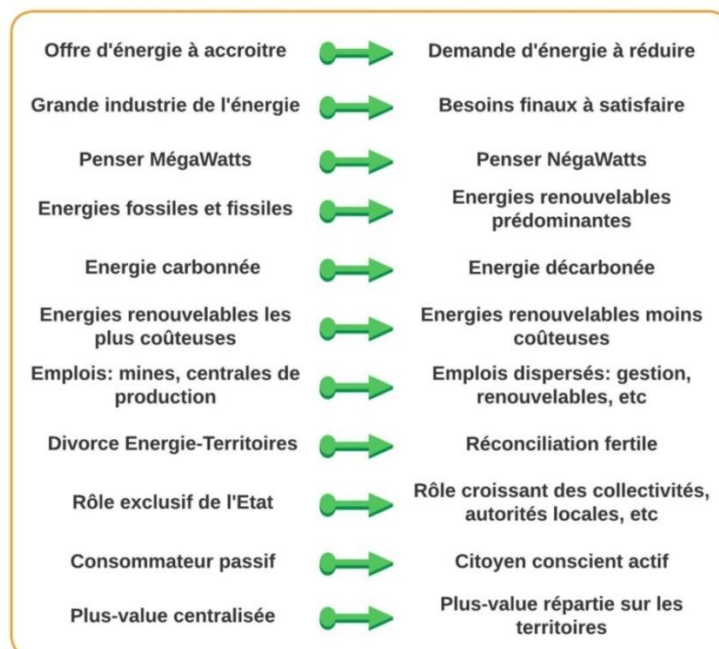 Offre d'énergie à accroitre
Demande d'énergie à réduire
Grande industrie de l'énergie
Besoins finaux à satisfaire
Penser MégaWatts
Penser NégaWatts
Energies fossiles et fissiles
Energies renouvelables
prédominantes
Energie carbonnée
Energie décarbonée
Energies renouvelables les
plus coûteuses
Energies renouvelables moins
coûteuses
Emplois: mines, centrales de
production
Emplois dispersés: gestion,
renouvelables, etc
Divorce Energie-Territoires
Réconciliation fertile
Rôle exclusif de l'Etat
Rôle croissant des collectivités,
autorités locales, etc
Consommateur passif
Citoyen conscient actif
Plus-value centralisée
Plus-value répartie sur les
territoires